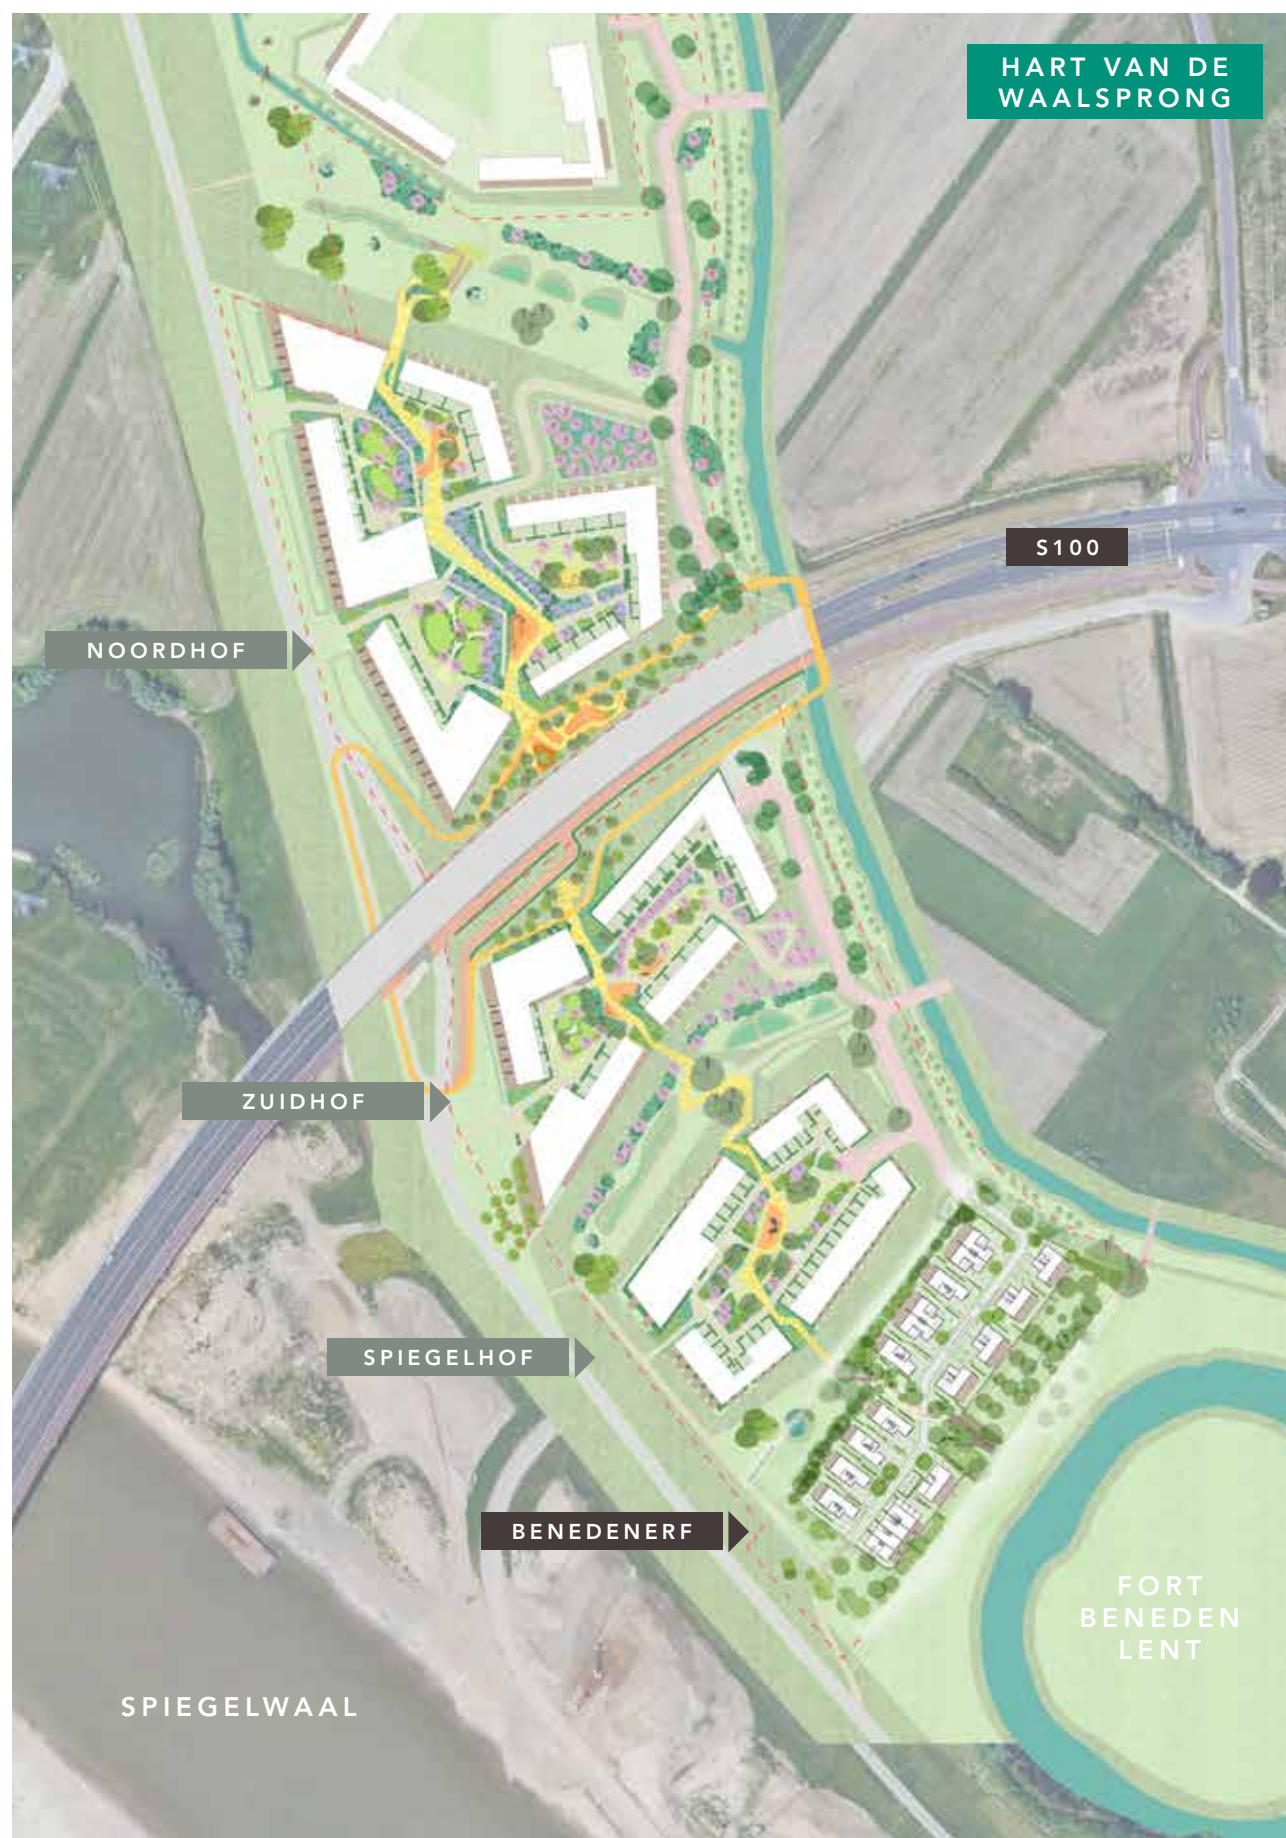 HART VAN DE
WAALSPRONG
S100
NOORDHOF
ZUIDHOF
SPIEGELHOF
BENEDENERF
FORT
BENEDEN
LENT
SPIEGELWAAL